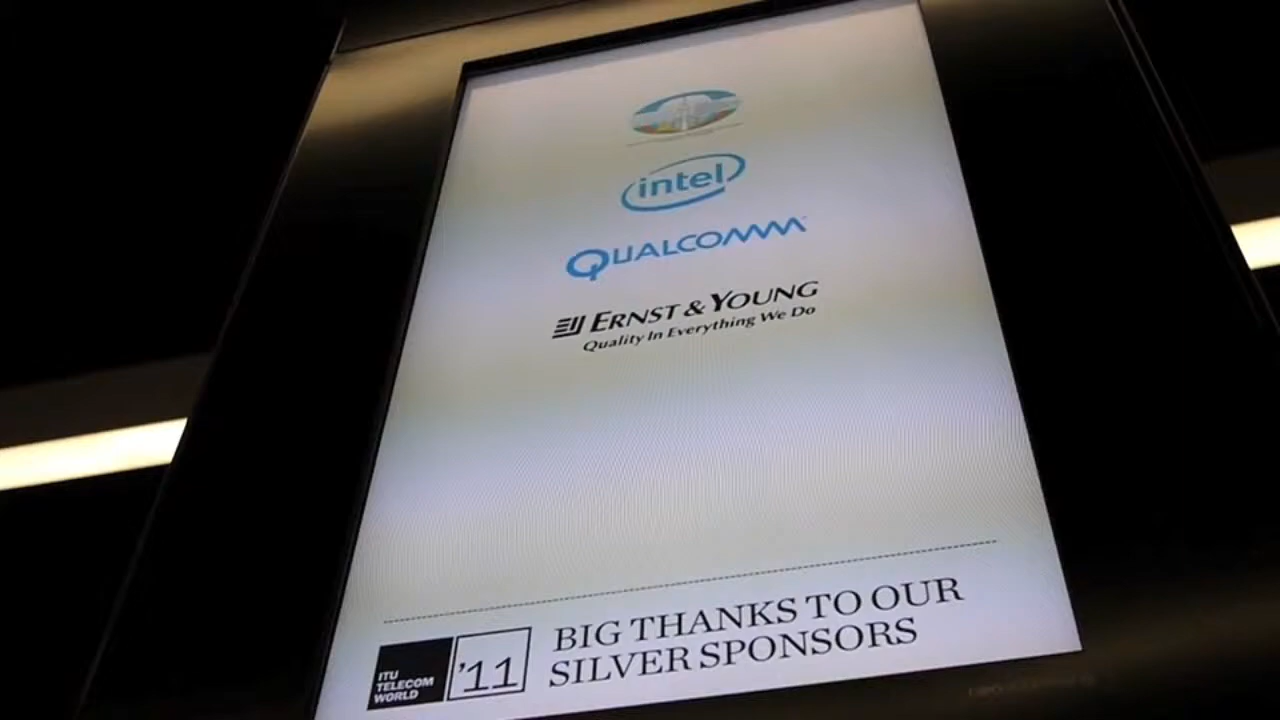 intel
QUALCOMM
ERNST & YOUNG
Quality In Everything We Do
BIG THANKS TO OUR
SILVER SPONSORS
ITU
TELECOM
WORLD
'11